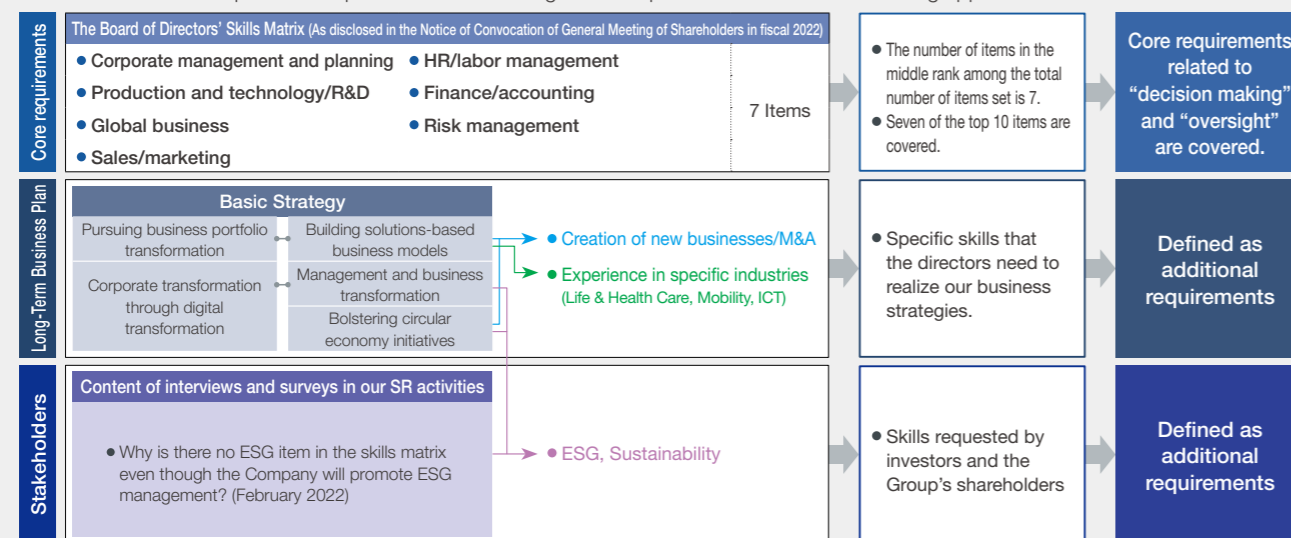 Core requirements
The Board of Directors' Skills Matrix (As disclosed in the Notice of Convocation of General Meeting of Shareholders in fiscal 2022)
• Corporate management and planning
• Production and technology/R&D
• Global business
• Sales/marketing
• HR/labor management
• Finance/accounting
• Risk management
7 Items
• The number of items in the
middle rank among the total
number of items set is 7.
• Seven of the top 10 items are
covered.
Core requirements
related to
“decision making”
and “oversight”
are covered.
Long-Term Business Plan
Basic Strategy
Pursuing business portfolio
transformation
Building solutions-based
business models
Corporate transformation
through digital
transformation
Management and business
transformation
Bolstering circular
economy initiatives
• Creation of new businesses/M&A
• Experience in specific industries
(Life & Health Care, Mobility, ICT)
• Specific skills that
the directors need to
realize our business
strategies.
Defined as
additional
requirements
Stakeholders
Content of interviews and surveys in our SR activities
• Why is there no ESG item in the skills matrix
even though the Company will promote ESG
management? (February 2022)
• ESG, Sustainability
• Skills requested by
investors and the
Group's shareholders
Defined as
additional
requirements